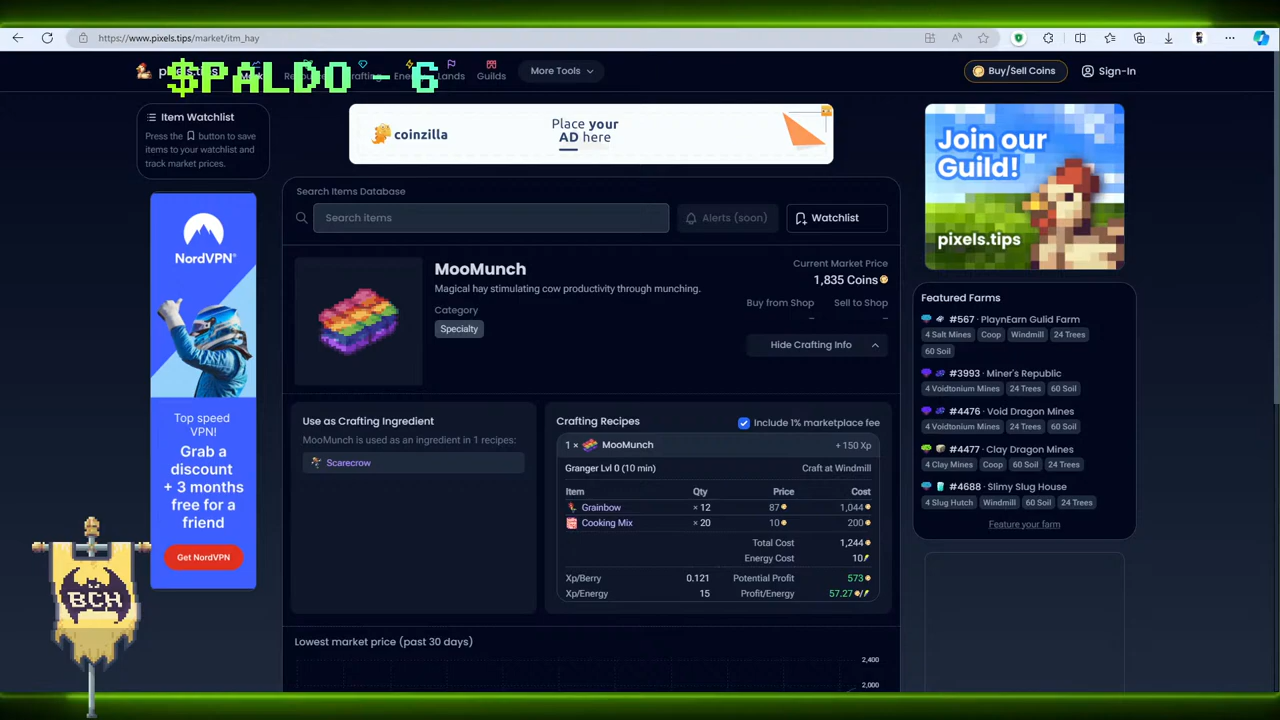 https://www.pixels.tips/market/itm_hay
$PALDO - 6
Lands
Guilds
More Tools
Buy/Sell Coins
Sign-In
Item Watchlist
Press the button to save
items to your watchlist and
track market prices.
coinzilla
Place your
AD here
Join our
Guild!
pixels.tips
Search Items Database
Search items
Alerts (soon)
Watchlist
NordVPN®
Top speed
VPN!
Grab a
discount
+ 3 months
free for a
friend
Get NordVPN
BCH
MooMunch
Magical hay stimulating cow productivity through munching.
Category
Specialty
Current Market Price
1,835 Coins
Buy from Shop
Sell to Shop
–
–
Hide Crafting Info
Use as Crafting Ingredient
MooMunch is used as an ingredient in 1 recipes:
Scarecrow
Crafting Recipes
Include 1% marketplace fee
1 × MooMunch + 150 Xp
Granger Lvl 0 (10 min) Craft at Windmill
Item Qty Price Cost
Grainbow × 12 87 1,044
Cooking Mix × 20 10 200
Total Cost 1,244
Energy Cost 10
Xp/Berry 0.121 Potential Profit 573
Xp/Energy 15 Profit/Energy 57.27 /
Lowest market price (past 30 days)
2,400
2,000
Featured Farms
#567 · PlaynEarn Guild Farm
4 Salt Mines Coop Windmill 24 Trees
60 Soil
#3993 · Miner's Republic
4 Voidtonium Mines 24 Trees 60 Soil
#4476 · Void Dragon Mines
4 Voidtonium Mines 24 Trees 60 Soil
#4477 · Clay Dragon Mines
4 Clay Mines Coop 60 Soil 24 Trees
#4688 · Slimy Slug House
4 Slug Hutch Windmill 60 Soil 24 Trees
Feature your farm